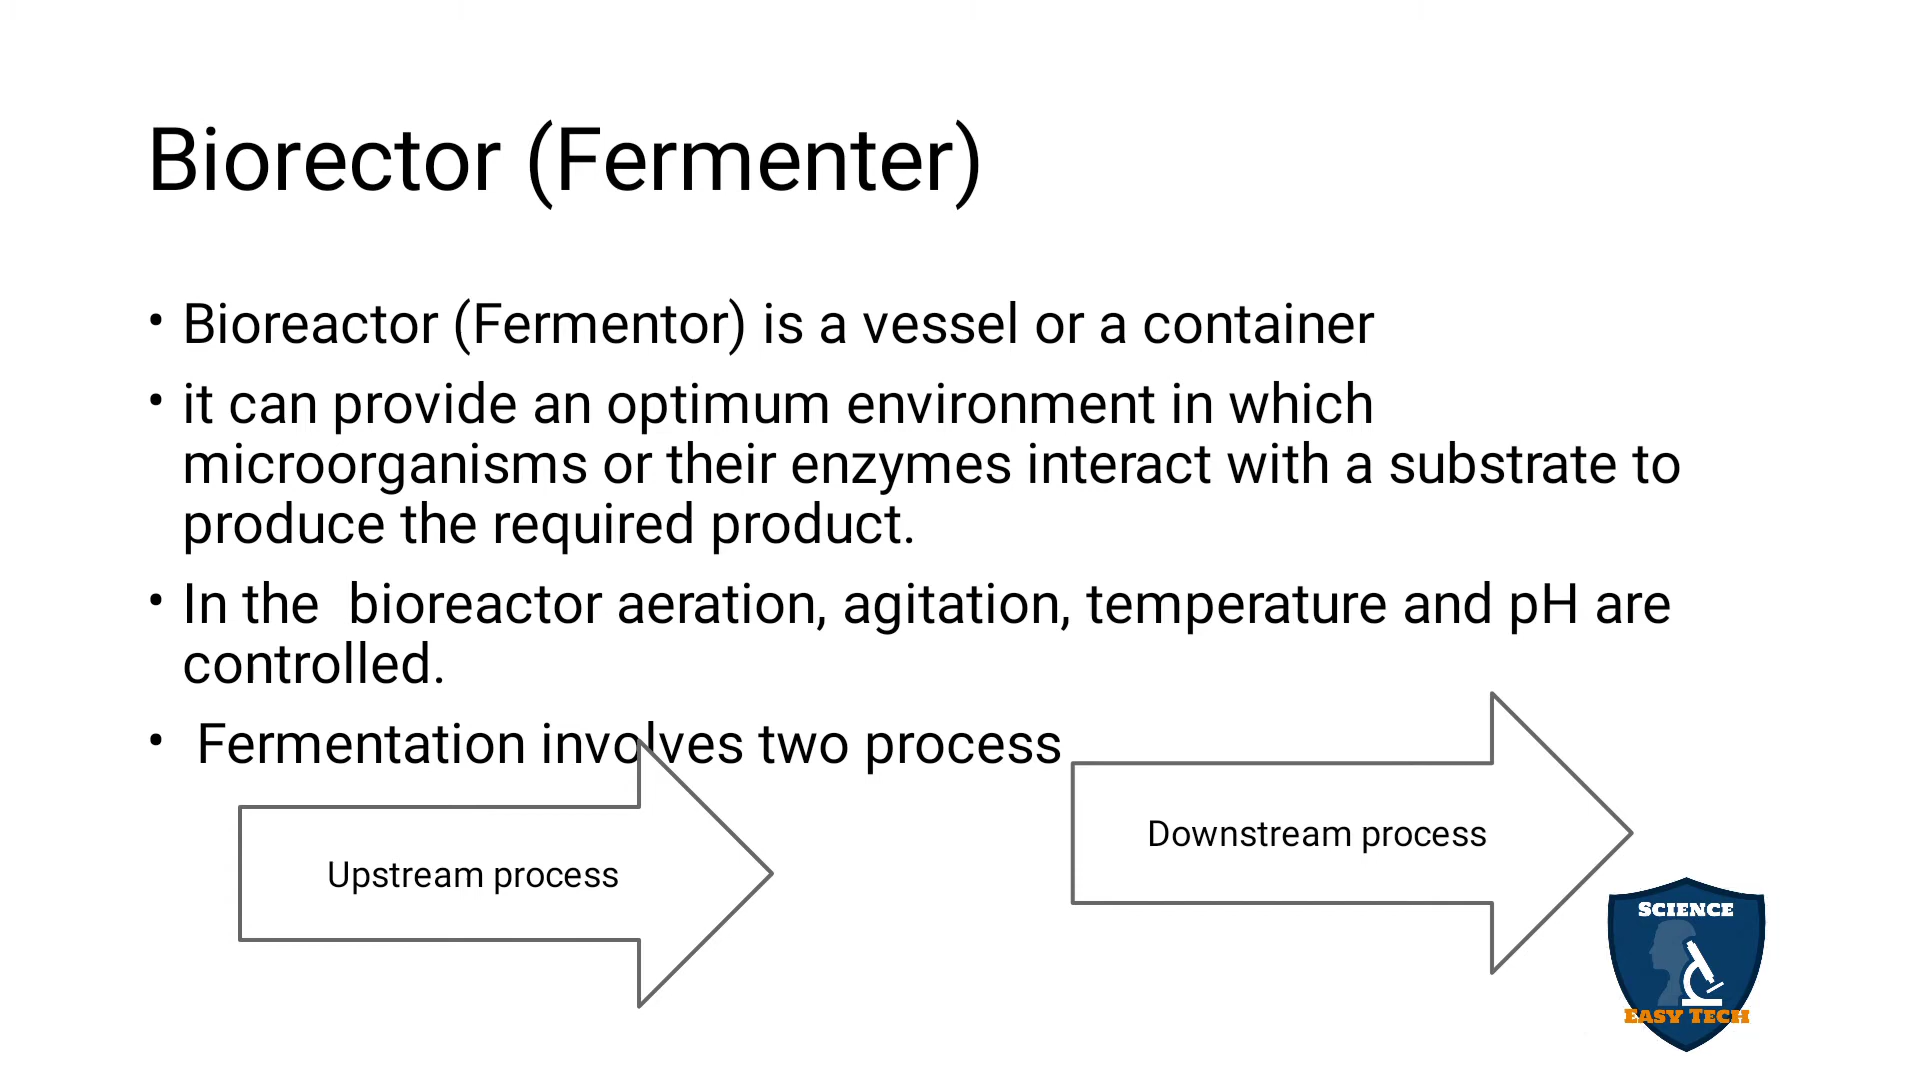 Biorector (Fermenter)
• Bioreactor (Fermentor) is a vessel or a container
• it can provide an optimum environment in which
microorganisms or their enzymes interact with a substrate to
produce the required product.
• In the  bioreactor aeration, agitation, temperature and pH are
controlled.
•  Fermentation involves two process
Upstream process
Downstream process
SCIENCE
EASY TECH